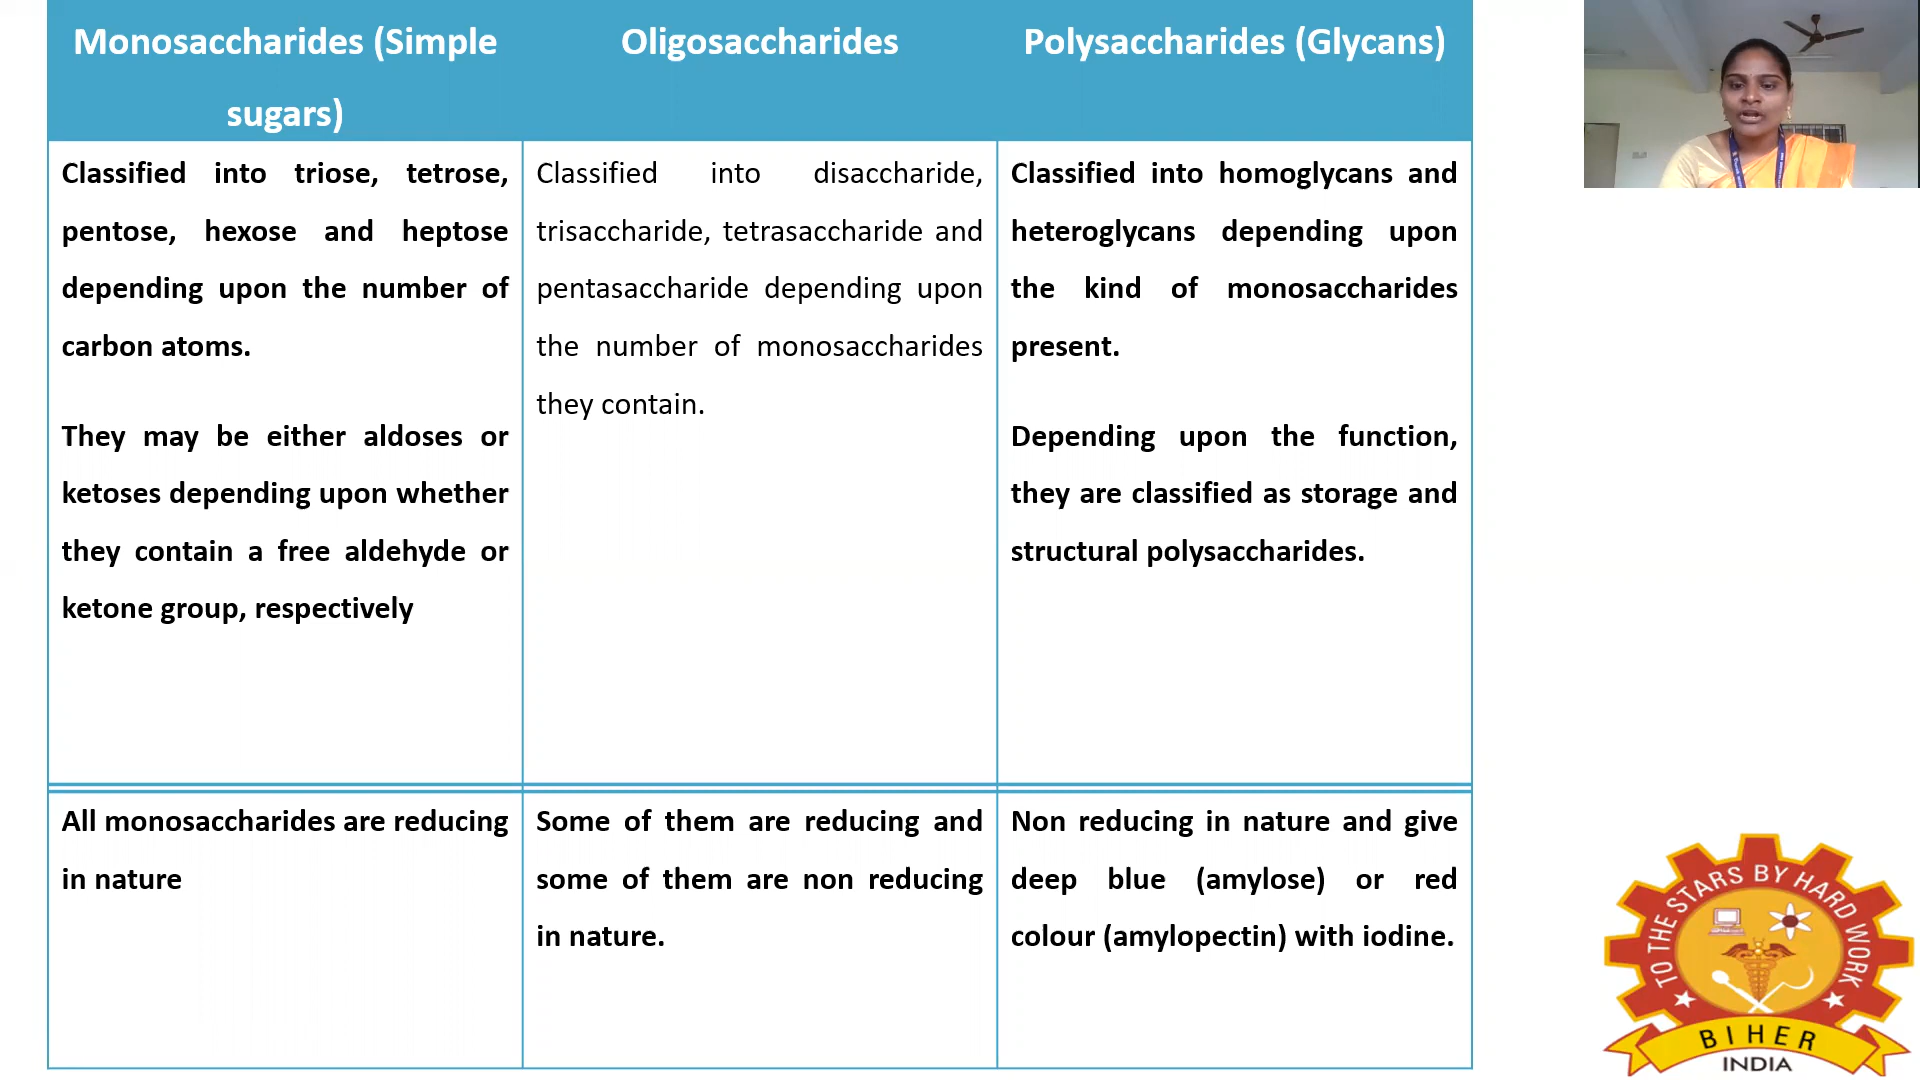 Monosaccharides (Simple
sugars)
Oligosaccharides
Polysaccharides (Glycans)
Classified into triose, tetrose,
pentose, hexose and heptose
depending upon the number of
carbon atoms.
They may be either aldoses or
ketoses depending upon whether
they contain a free aldehyde or
ketone group, respectively
Classified into disaccharide,
trisaccharide, tetrasaccharide and
pentasaccharide depending upon
the number of monosaccharides
they contain.
Classified into homoglycans and
heteroglycans depending upon
the kind of monosaccharides
present.
Depending upon the function,
they are classified as storage and
structural polysaccharides.
All monosaccharides are reducing
in nature
Some of them are reducing and
some of them are non reducing
in nature.
Non reducing in nature and give
deep blue (amylose) or red
colour (amylopectin) with iodine.
TO THE STARS BY HARD WORK
BIHER
INDIA